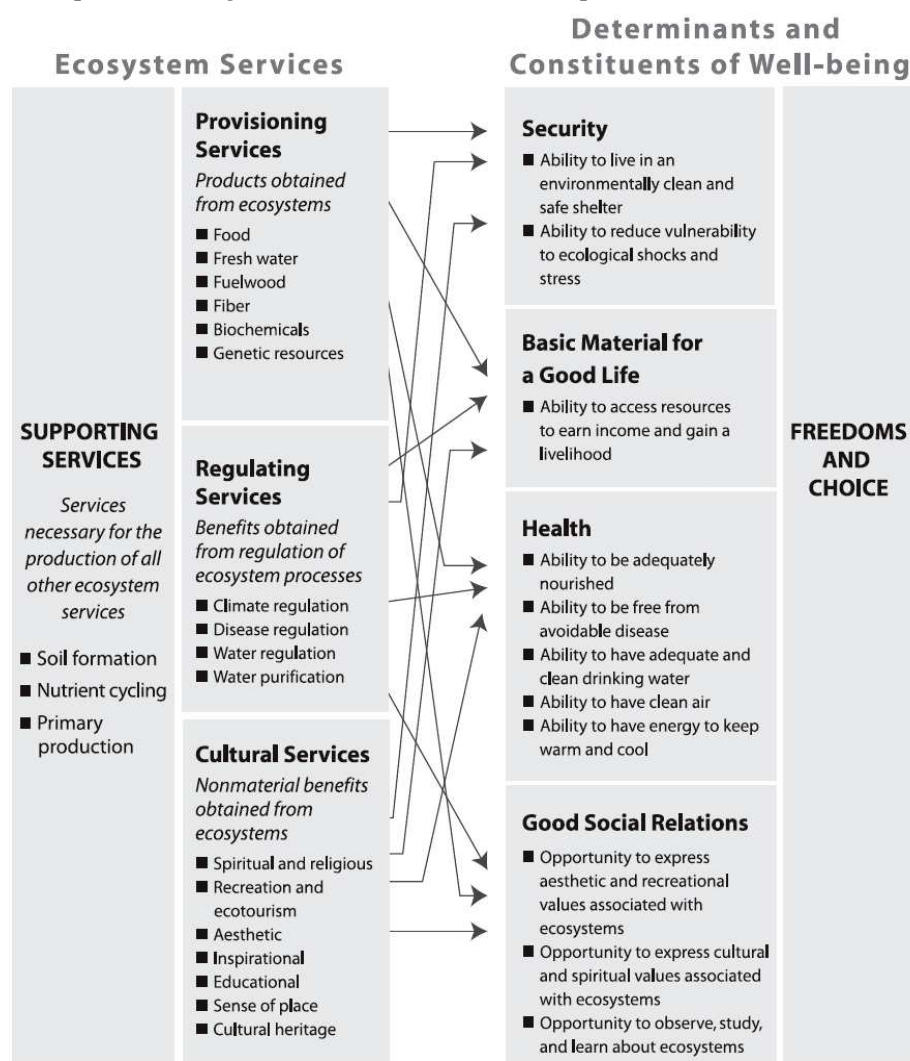 Ecosystem Services
Determinants and
Constituents of Well-being
SUPPORTING
SERVICES
Services
necessary for the
production of all
other ecosystem
services
■ Soil formation
■ Nutrient cycling
■ Primary
production
Provisioning
Services
Products obtained
from ecosystems
■ Food
■ Fresh water
■ Fuelwood
■ Fiber
■ Biochemicals
■ Genetic resources
Regulating
Services
Benefits obtained
from regulation of
ecosystem processes
■ Climate regulation
■ Disease regulation
■ Water regulation
■ Water purification
Cultural Services
Nonmaterial benefits
obtained from
ecosystems
■ Spiritual and religious
■ Recreation and
ecotourism
■ Aesthetic
■ Inspirational
■ Educational
■ Sense of place
■ Cultural heritage
Security
■ Ability to live in an
environmentally clean and
safe shelter
■ Ability to reduce vulnerability
to ecological shocks and
stress
Basic Material for
a Good Life
■ Ability to access resources
to earn income and gain a
livelihood
Health
■ Ability to be adequately
nourished
■ Ability to be free from
avoidable disease
■ Ability to have adequate and
clean drinking water
■ Ability to have clean air
■ Ability to have energy to keep
warm and cool
Good Social Relations
■ Opportunity to express
aesthetic and recreational
values associated with
ecosystems
■ Opportunity to express cultural
and spiritual values associated
with ecosystems
■ Opportunity to observe, study,
and learn about ecosystems
FREEDOMS
AND
CHOICE